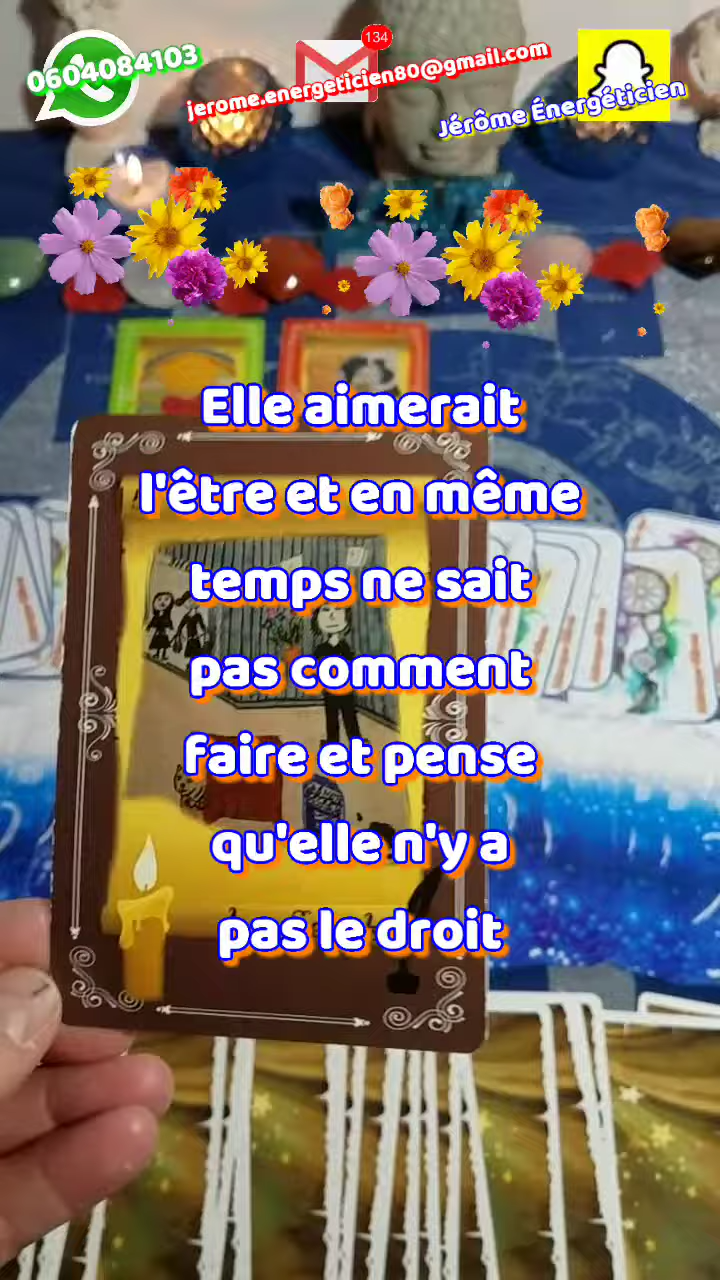 134
0604084103
jerome.energeticien80@gmail.com
Jérôme Énergéticien
Elle aimerait
l'être et en même
temps ne sait
pas comment
faire et pense
qu'elle n'y a
pas le droit